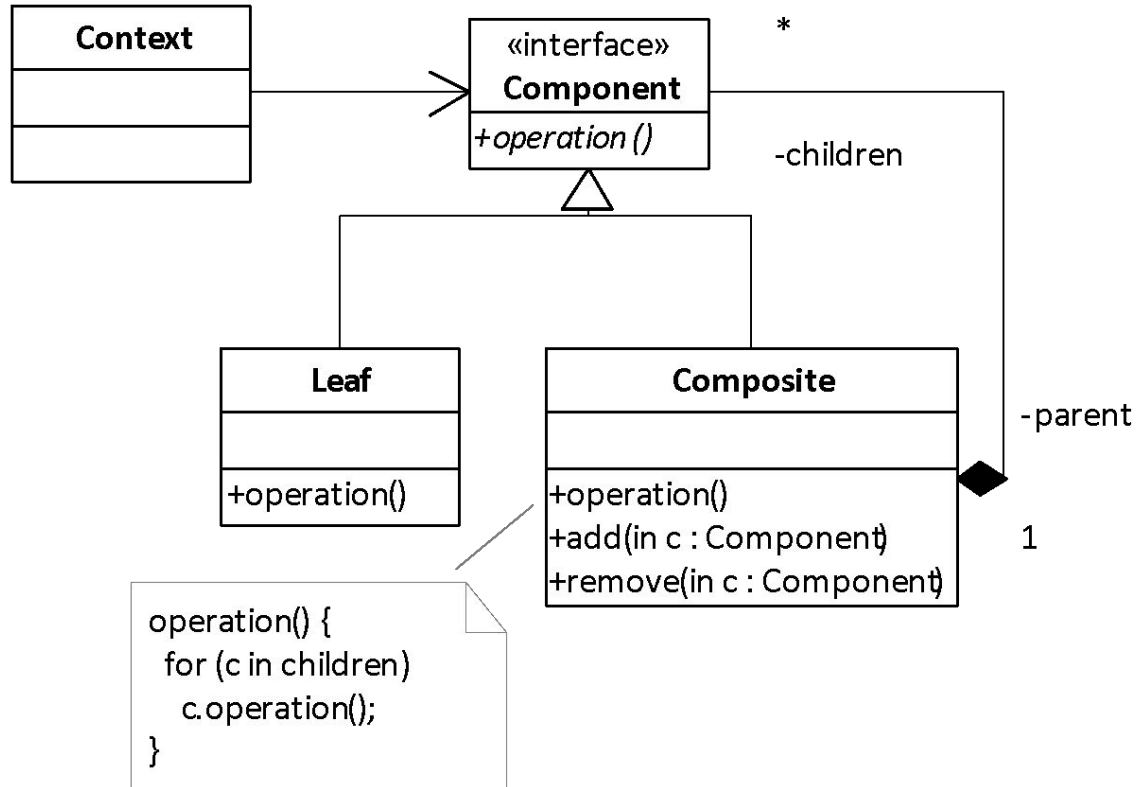 Context
«interface»
Component
+operation()
*
-children
Leaf
+operation()
Composite
+operation()
+add(in c : Component)
+remove(in c : Component)
-parent
1
operation() {
for (c in children)
c.operation();
}